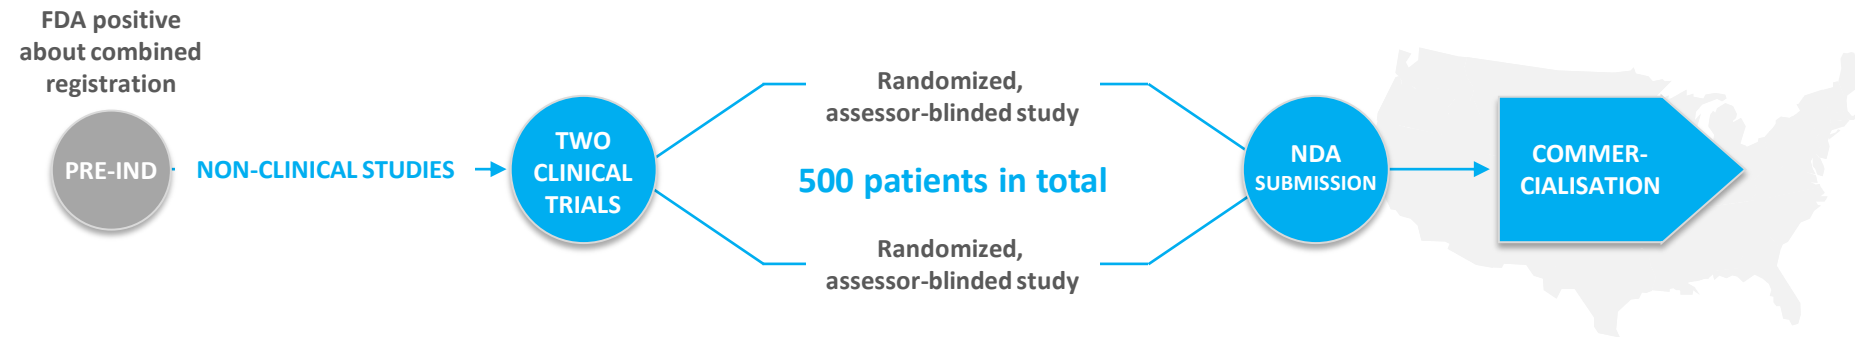 FDA positive
about combined
registration
PRE-IND
NON-CLINICAL STUDIES
TWO
CLINICAL
TRIALS
Randomized,
assessor-blinded study
500 patients in total
Randomized,
assessor-blinded study
NDA
SUBMISSION
COMMER-
CIALISATION